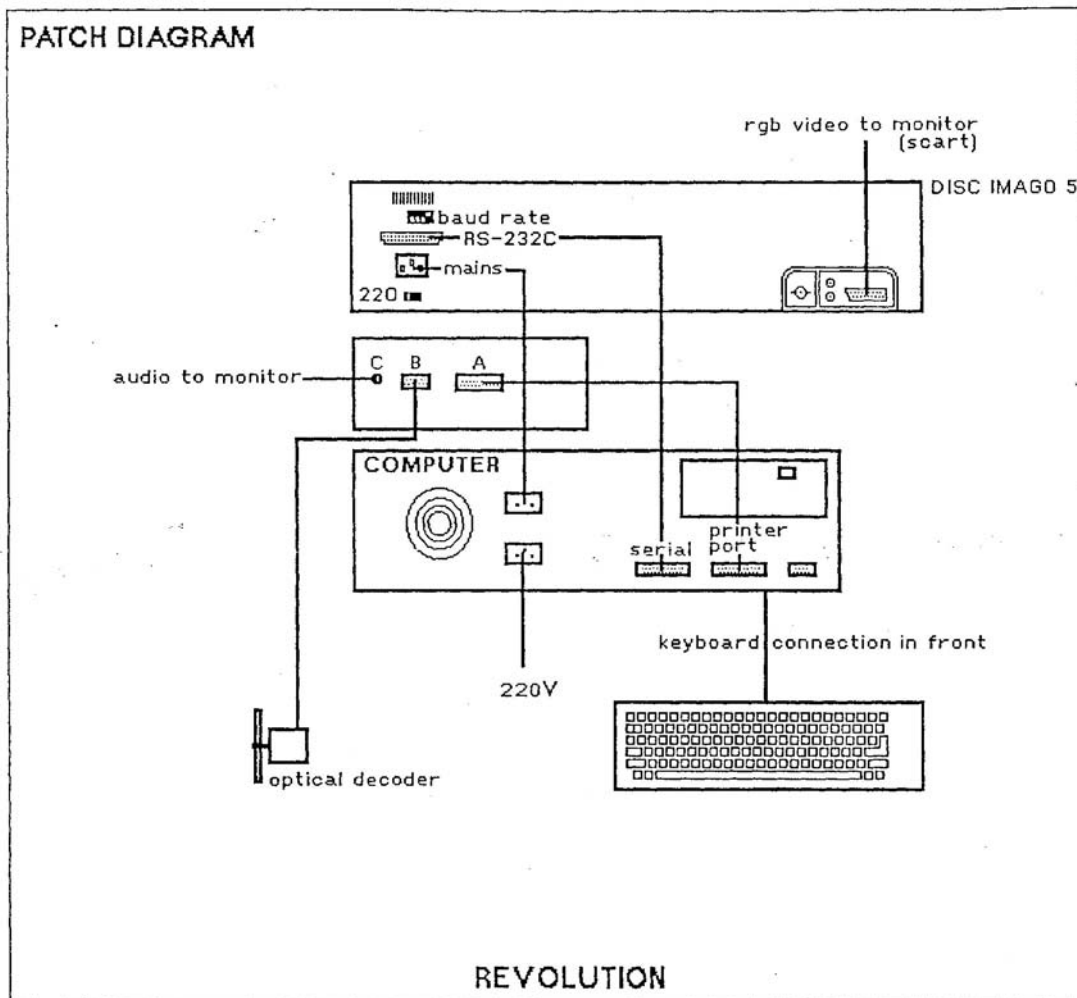 PATCH DIAGRAM
rgb video to monitor
(scart)
DISC IMAGO 5
baud rate
RS-232C
mains
220
C B A
audio to monitor
COMPUTER
printer
port
serial
keyboard connection in front
220V
optical decoder
REVOLUTION